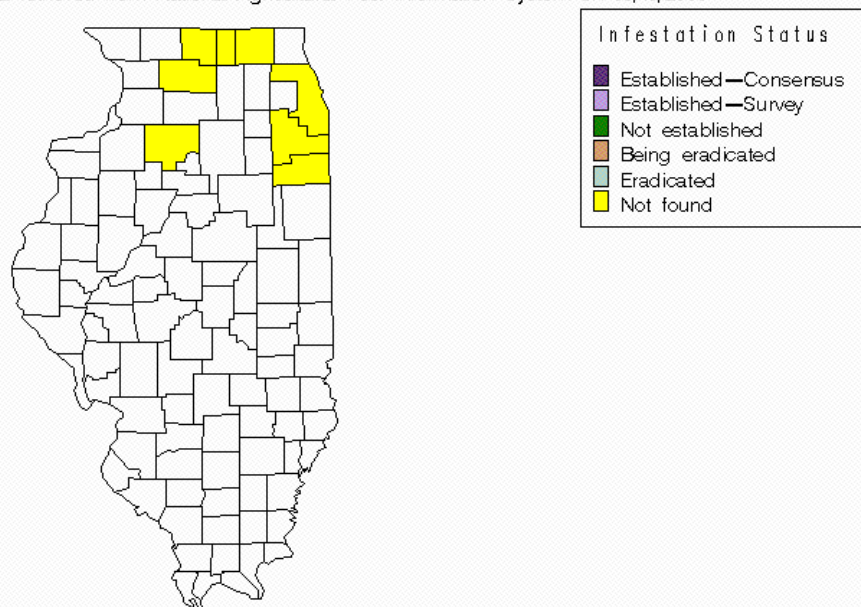 Infestation Status
Established—Consensus
Established—Survey
Not established
Being eradicated
Eradicated
Not found